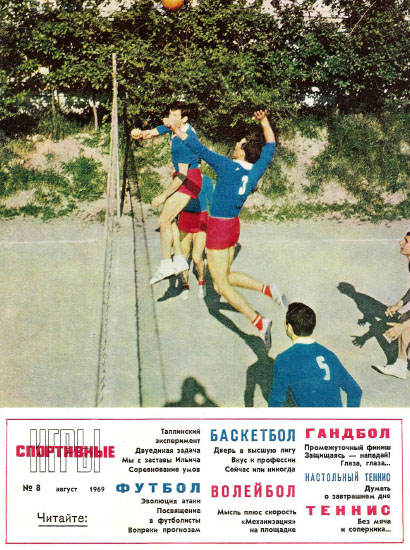 3
5
ИГРЫ
СПОРТИВНЫЕ
№ 8 август 1969
Читайте:
Таллинский
эксперимент
Двуединая задача
Мы с заставы Ильича
Соревнование умов
ФУТБОЛ
Эволюция атаки
Посвящение
в футболисты
Вопреки прогнозам
БАСКЕТБОЛ
Дверь в высшую лигу
Вкус к профессии
Сейчас или никогда
ВОЛЕЙБОЛ
Мысль плюс скорость
«Механизация»
на площадке
ГАНДБОЛ
Промежуточный финиш
Защищаясь — нападай!
Глаза, глаза...
НАСТОЛЬНЫЙ ТЕННИС
Думать
о завтрашнем дне
ТЕННИС
Без мяча
и соперника...